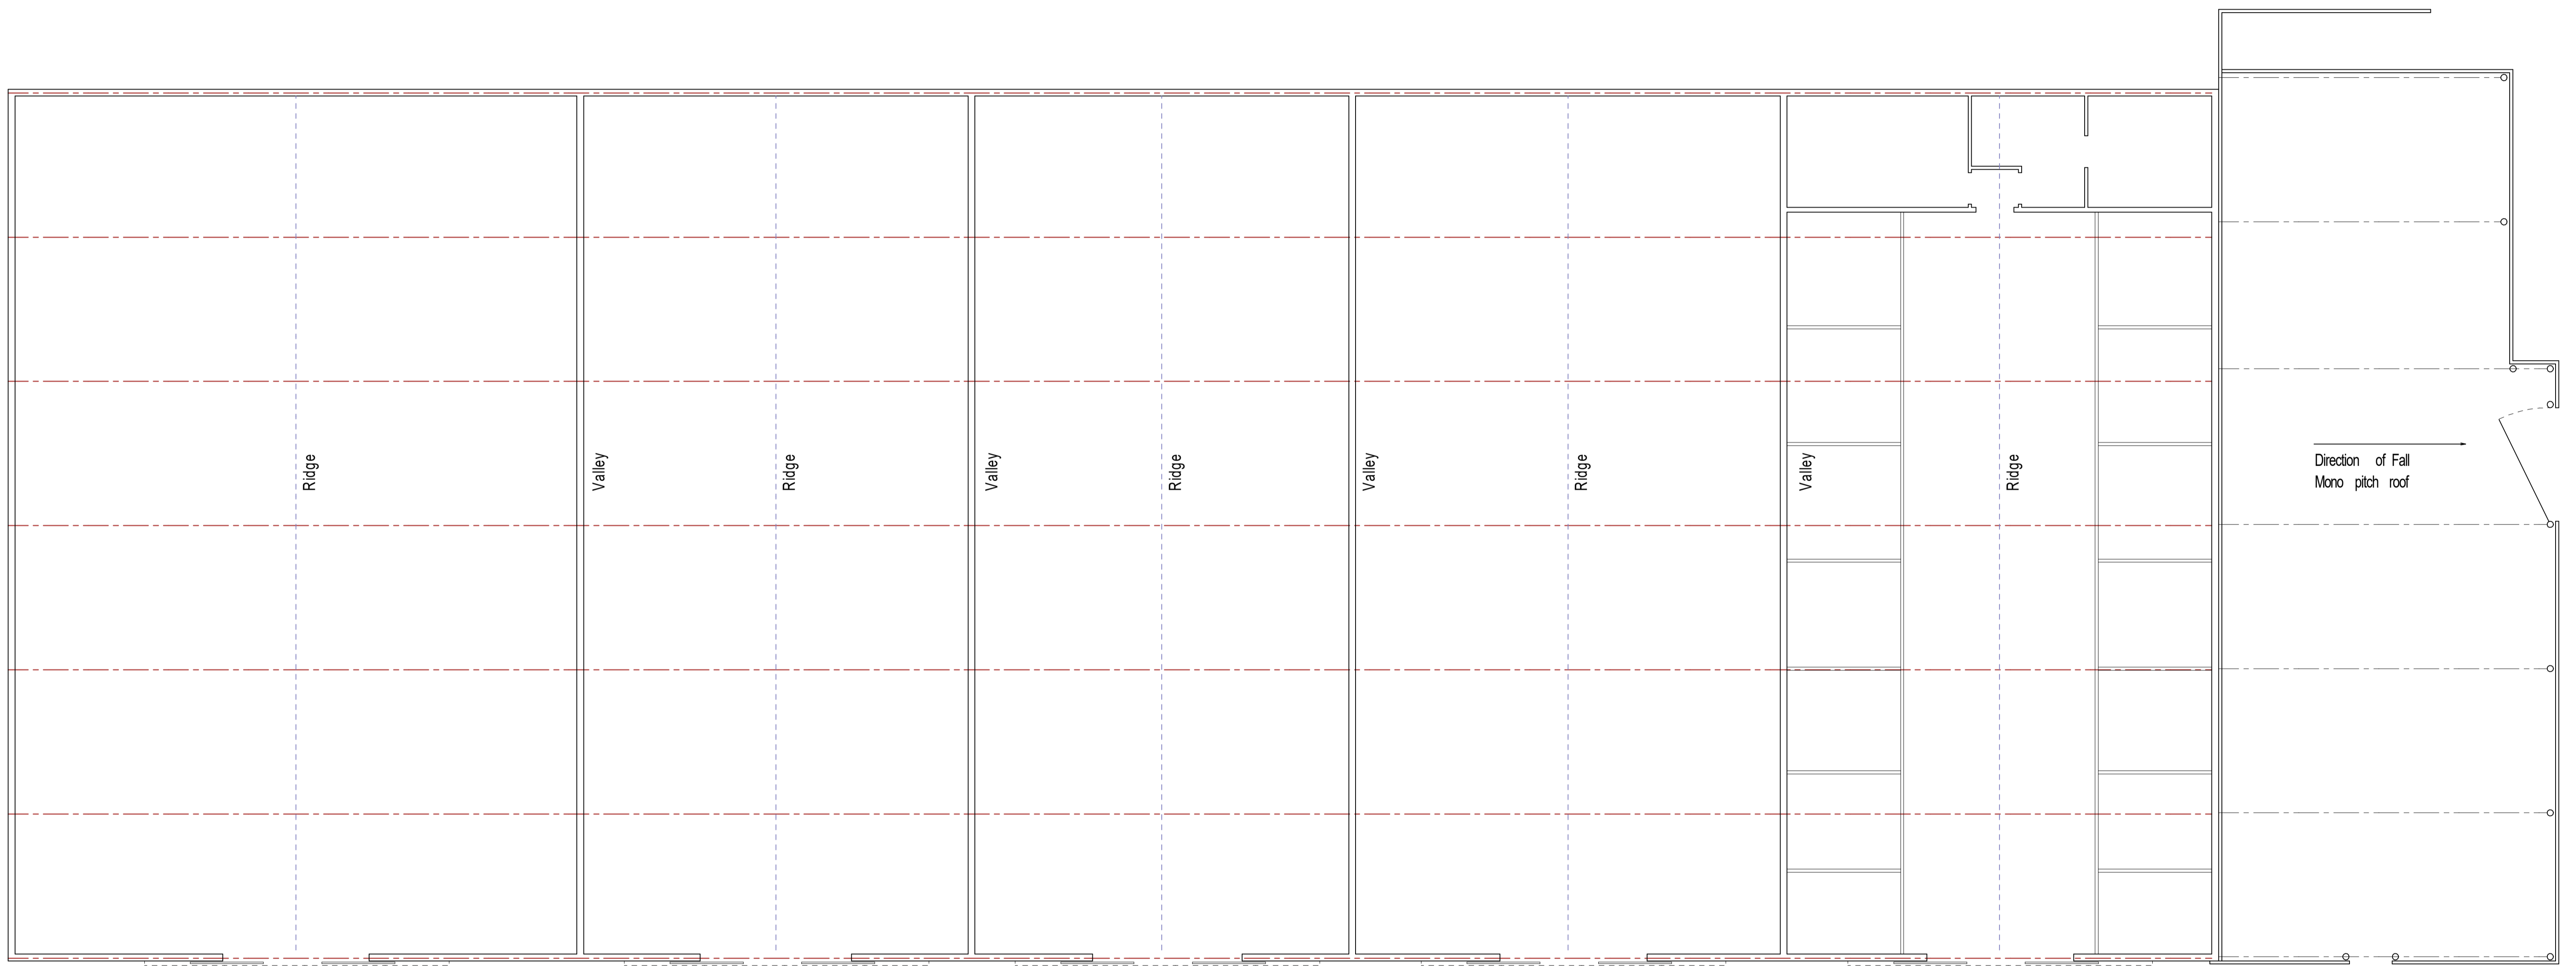 Ridge
Valley
Ridge
Valley
Ridge
Valley
Ridge
Valley
Ridge
Direction of Fall
Mono pitch roof